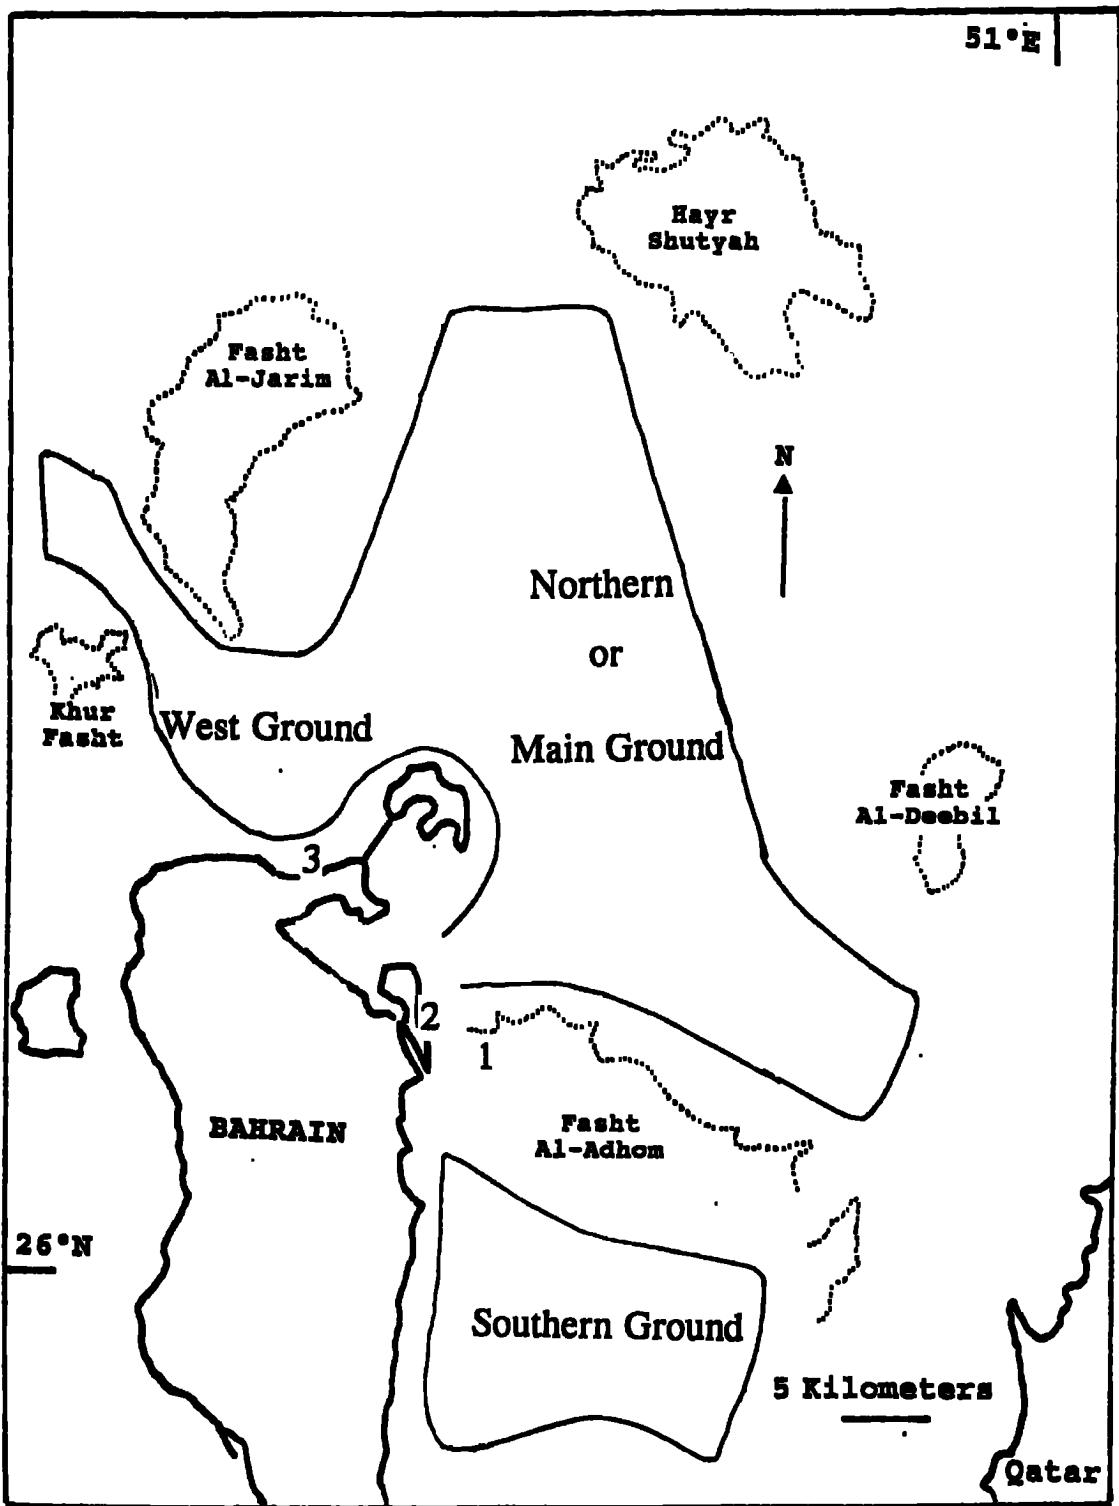 51°E
Hayr
Shutyah
Fasht
Al-Jarim
N
Northern
or
Main Ground
Khur
Fasht
West Ground
Fasht
Al-Deebil
3
2
1
BAHRAIN
Fasht
Al-Adhom
26°N
Southern Ground
5 Kilometers
Qatar